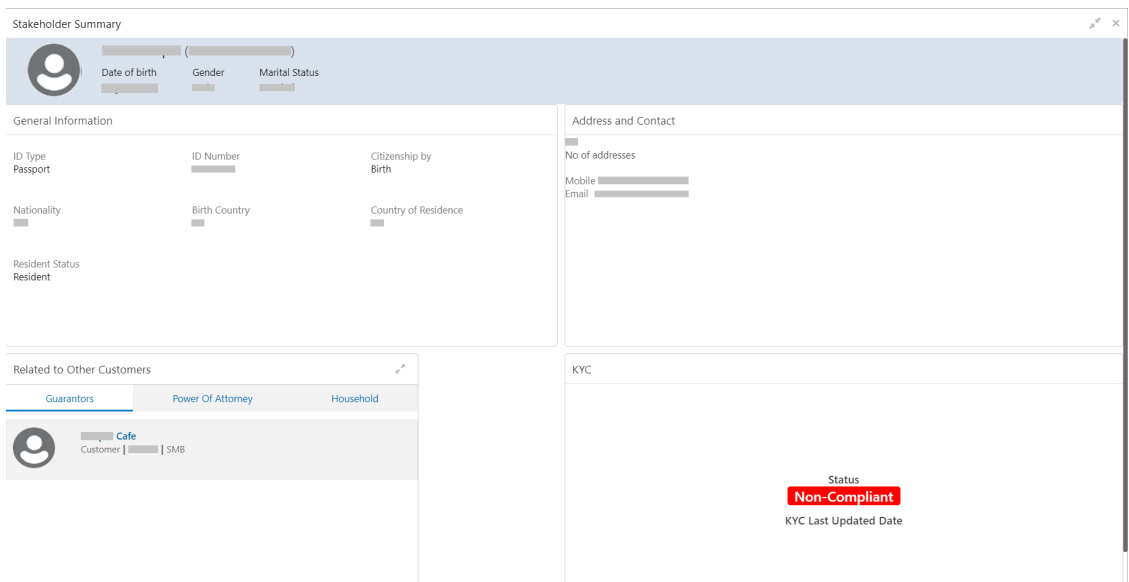 Stakeholder Summary
( )
Date of birth Gender Marital Status
General Information
ID Type ID Number Citizenship by
Passport Birth
Nationality Birth Country Country of Residence
Resident Status
Resident
Address and Contact
No of addresses
Mobile
Email
Related to Other Customers
Guarantors Power Of Attorney Household
Cafe
Customer | | SMB
KYC
Status
Non-Compliant
KYC Last Updated Date